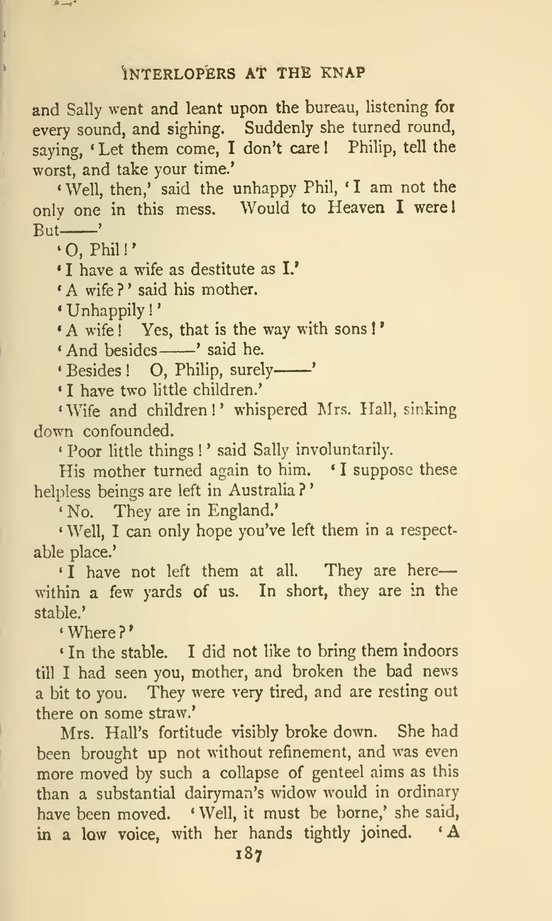 INTERLOPERS AT THE KNAP
and Sally went and leant upon the bureau, listening for
every sound, and sighing. Suddenly she turned round,
saying, ‘Let them come, I don’t care! Philip, tell the
worst, and take your time.’
‘Well, then,’ said the unhappy Phil, ‘I am not the
only one in this mess. Would to Heaven I were!
But——’
‘O, Phil!’
‘I have a wife as destitute as I.’
‘A wife?’ said his mother.
‘Unhappily!’
‘A wife! Yes, that is the way with sons!’
‘And besides——’ said he.
‘Besides! O, Philip, surely——’
‘I have two little children.’
‘Wife and children!’ whispered Mrs. Hall, sinking
down confounded.
‘Poor little things!’ said Sally involuntarily.
His mother turned again to him. ‘I suppose these
helpless beings are left in Australia?’
‘No. They are in England.’
‘Well, I can only hope you’ve left them in a respect-
able place.’
‘I have not left them at all. They are here—
within a few yards of us. In short, they are in the
stable.’
‘Where?’
‘In the stable. I did not like to bring them indoors
till I had seen you, mother, and broken the bad news
a bit to you. They were very tired, and are resting out
there on some straw.’
Mrs. Hall’s fortitude visibly broke down. She had
been brought up not without refinement, and was even
more moved by such a collapse of genteel aims as this
than a substantial dairyman’s widow would in ordinary
have been moved. ‘Well, it must be borne,’ she said,
in a low voice, with her hands tightly joined. ‘A
187